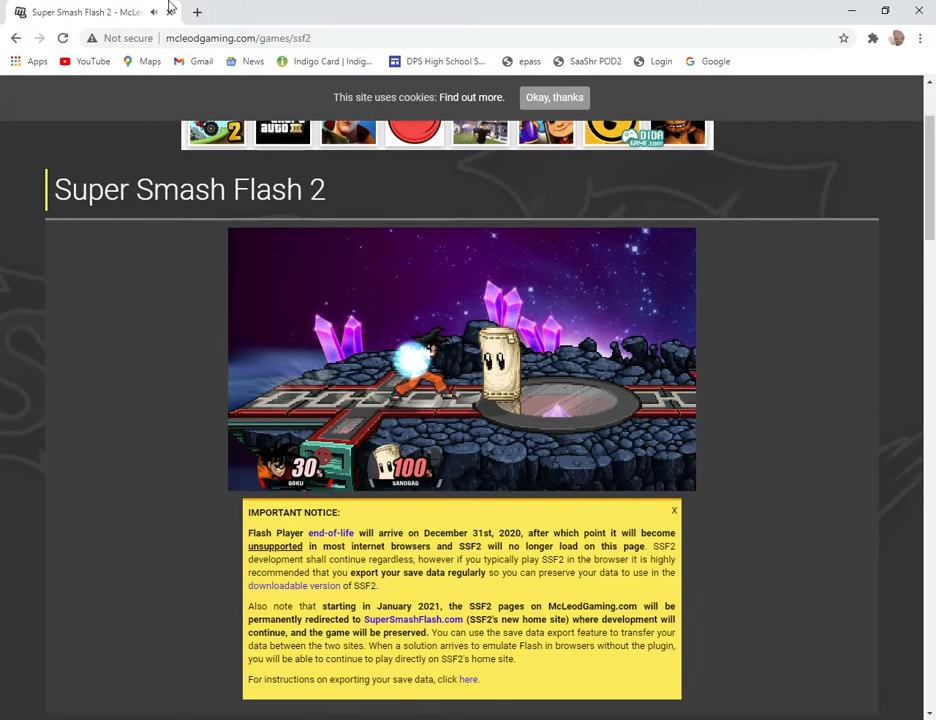 Super Smash Flash 2 - McLe
Not secure
mcleodgaming.com/games/ssf2
Apps YouTube Maps Gmail News Indigo Card | Indig... DPS High School S... epass SaaShr POD2 Login Google
This site uses cookies: Find out more. Okay, thanks
2 GTA III DIDA GAME.com
Super Smash Flash 2
30% GOKU 100% SANDBAG
IMPORTANT NOTICE: X
Flash Player end-of-life will arrive on December 31st, 2020, after which point it will become
unsupported in most internet browsers and SSF2 will no longer load on this page. SSF2
development shall continue regardless, however if you typically play SSF2 in the browser it is highly
recommended that you export your save data regularly so you can preserve your data to use in the
downloadable version of SSF2.
Also note that starting in January 2021, the SSF2 pages on McLeodGaming.com will be
permanently redirected to SuperSmashFlash.com (SSF2's new home site) where development will
continue, and the game will be preserved. You can use the save data export feature to transfer your
data between the two sites. When a solution arrives to emulate Flash in browsers without the plugin,
you will be able to continue to play directly on SSF2's home site.
For instructions on exporting your save data, click here.